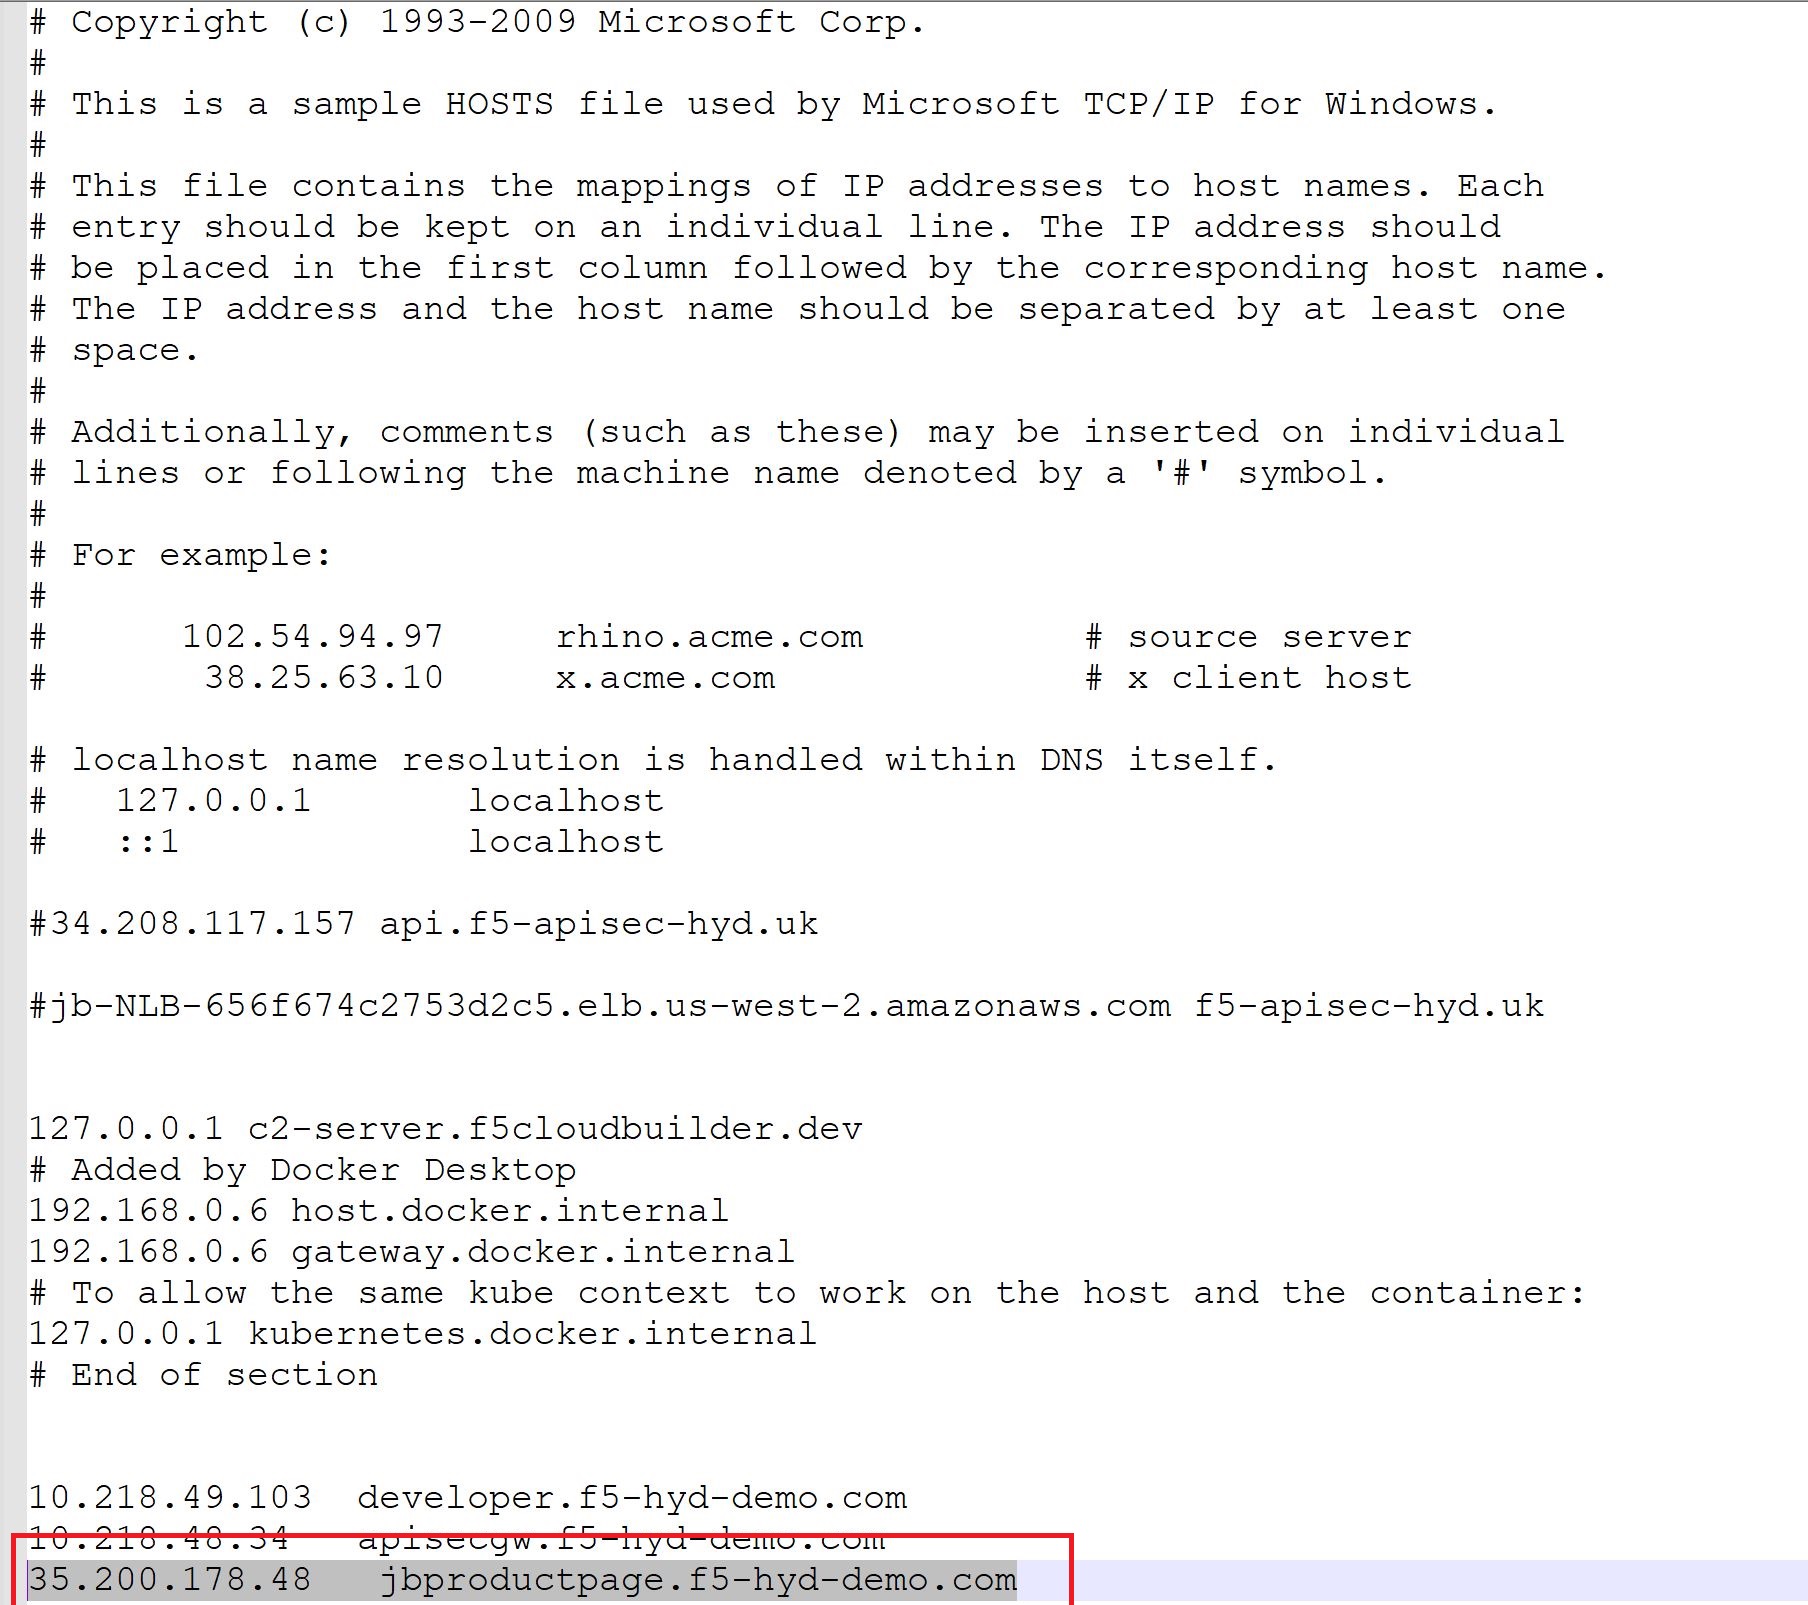 # Copyright (c) 1993-2009 Microsoft Corp.
#
# This is a sample HOSTS file used by Microsoft TCP/IP for Windows.
#
# This file contains the mappings of IP addresses to host names. Each
# entry should be kept on an individual line. The IP address should
# be placed in the first column followed by the corresponding host name.
# The IP address and the host name should be separated by at least one
# space.
#
# Additionally, comments (such as these) may be inserted on individual
# lines or following the machine name denoted by a '#' symbol.
#
# For example:
#
#      102.54.94.97     rhino.acme.com          # source server
#       38.25.63.10     x.acme.com              # x client host
# localhost name resolution is handled within DNS itself.
#   127.0.0.1       localhost
#   ::1             localhost
#34.208.117.157 api.f5-apisec-hyd.uk
#jb-NLB-656f674c2753d2c5.elb.us-west-2.amazonaws.com f5-apisec-hyd.uk
127.0.0.1 c2-server.f5cloudbuilder.dev
# Added by Docker Desktop
192.168.0.6 host.docker.internal
192.168.0.6 gateway.docker.internal
# To allow the same kube context to work on the host and the container:
127.0.0.1 kubernetes.docker.internal
# End of section
10.218.49.103  developer.f5-hyd-demo.com
10.218.48.34   apisecgw.f5-hyd-demo.com
35.200.178.48   jbproductpage.f5-hyd-demo.com